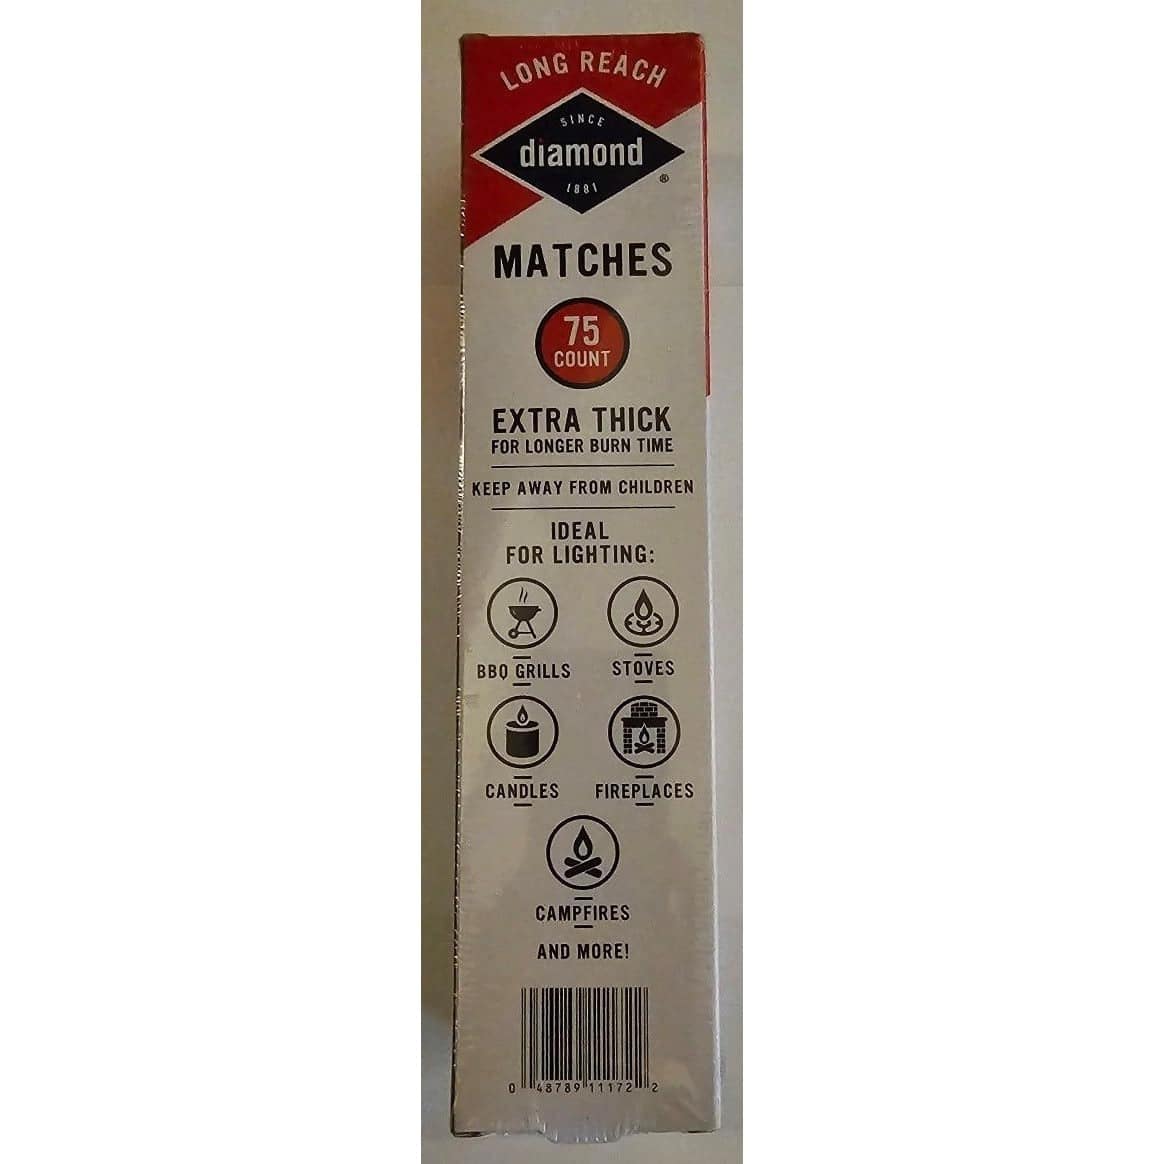 LONG REACH
SINCE
diamond
1881
®
MATCHES
75
COUNT
EXTRA THICK
FOR LONGER BURN TIME
KEEP AWAY FROM CHILDREN
IDEAL
FOR LIGHTING:
BBQ GRILLS
STOVES
CANDLES
FIREPLACES
CAMPFIRES
AND MORE!
0 48789 11172 2